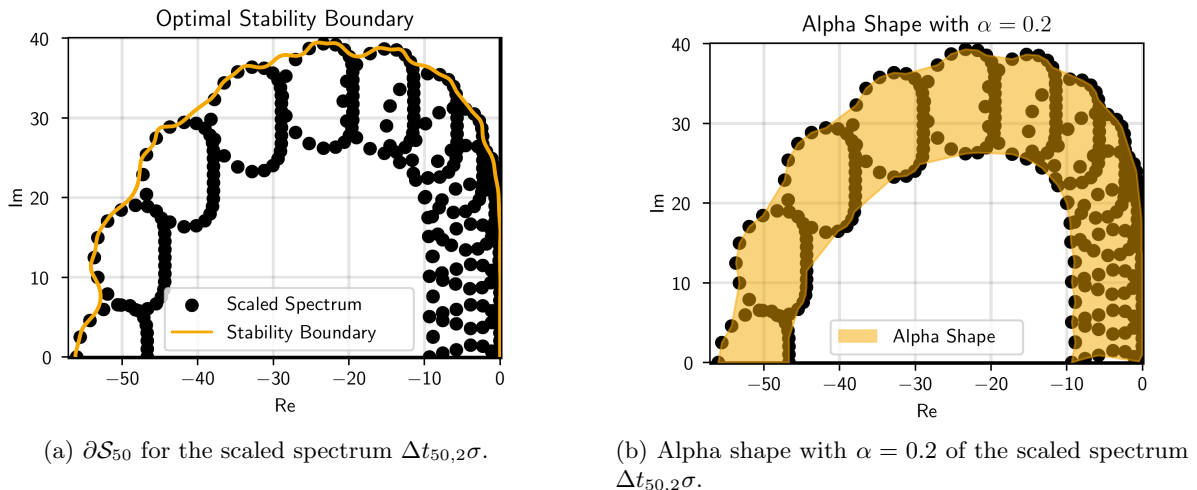 Optimal Stability Boundary
40
30
20
10
0
Im
−50
−40
−30
−20
−10
0
Re
Scaled Spectrum
Stability Boundary
(a) ∂𝒮₅₀ for the scaled spectrum Δt₅₀,₂σ.
Alpha Shape with α = 0.2
40
30
20
10
0
Im
−50
−40
−30
−20
−10
0
Re
Alpha Shape
(b) Alpha shape with α = 0.2 of the scaled spectrum
Δt₅₀,₂σ.